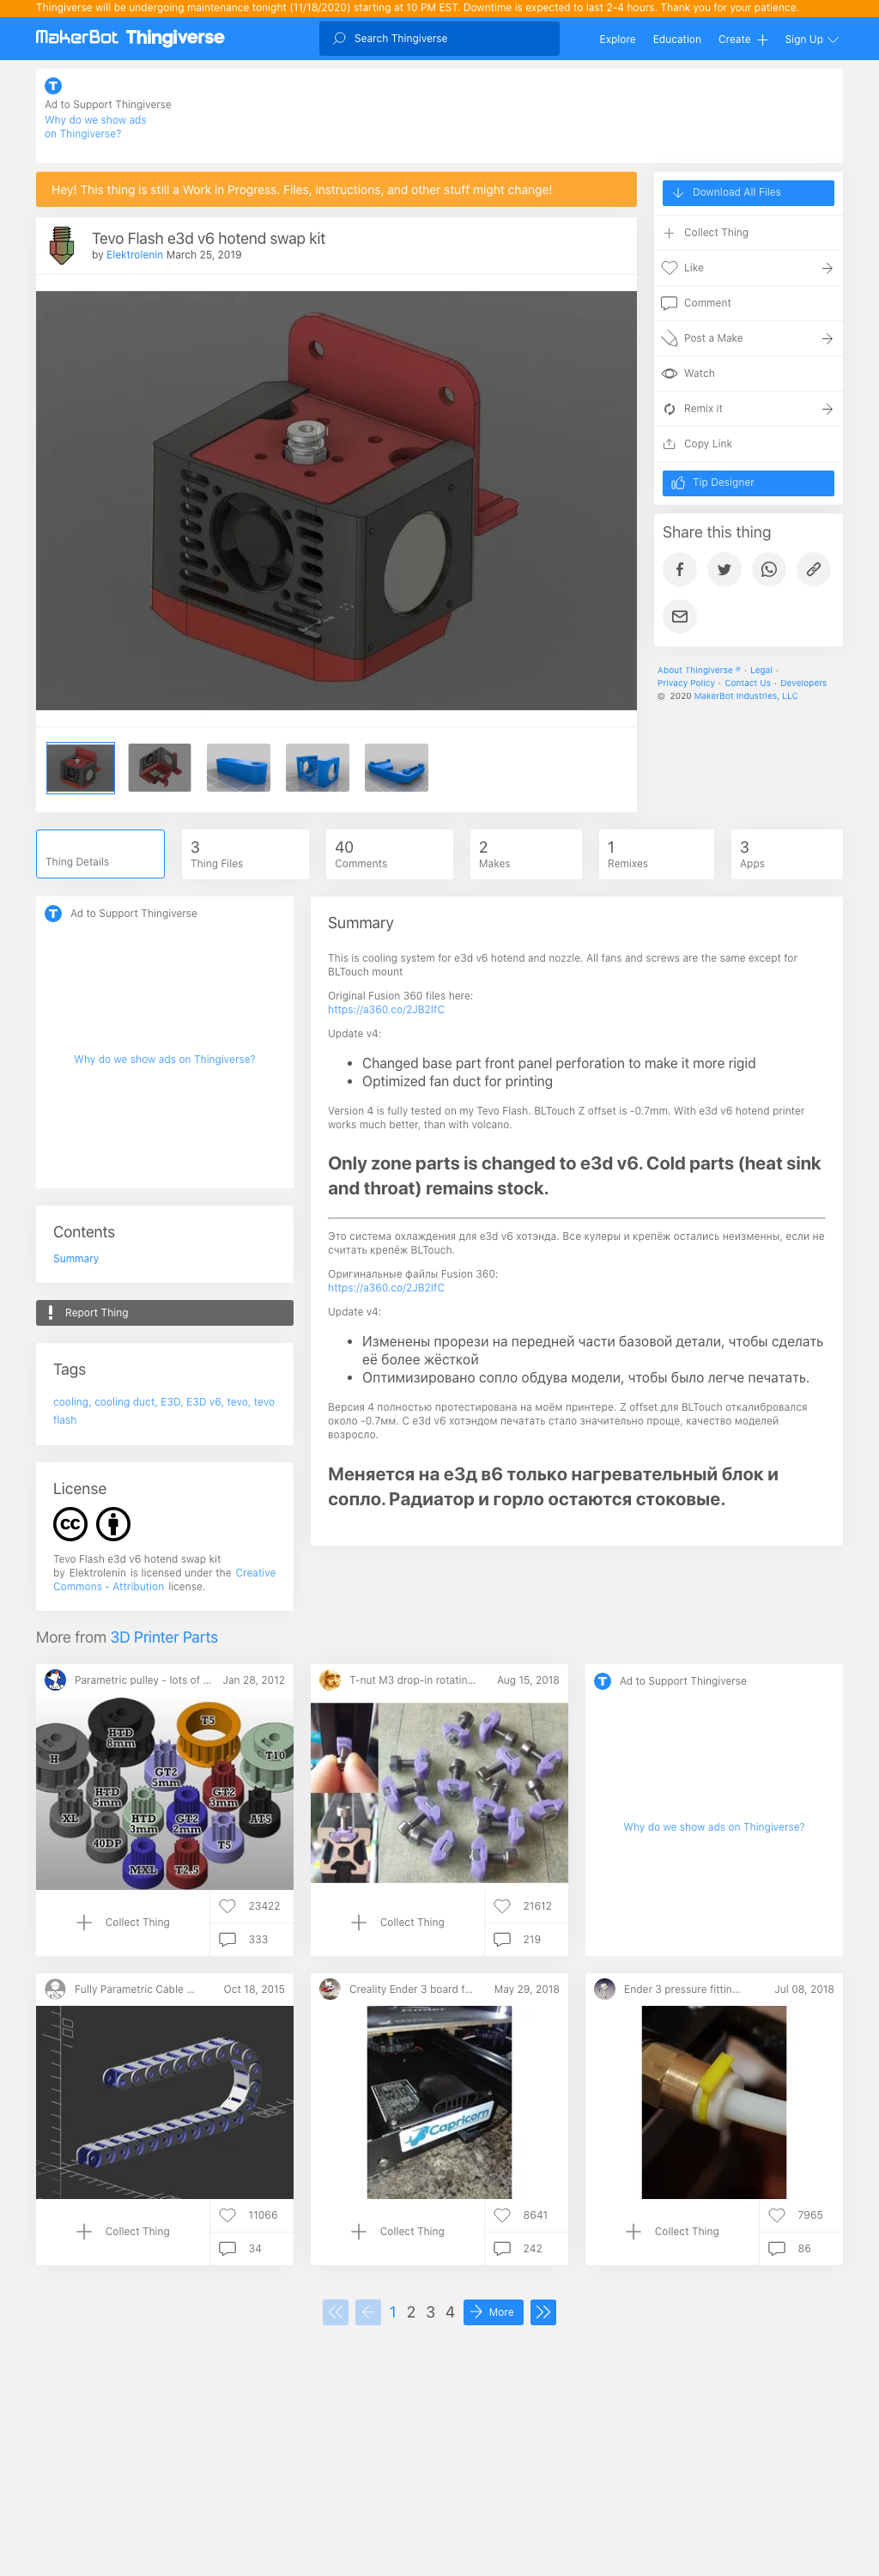 Thingiverse will be undergoing maintenance tonight (11/18/2020) starting at 10 PM EST. Downtime is expected to last 2-4 hours. Thank you for your patience.
MakerBot Thingiverse
Search Thingiverse
Explore
Education
Create
Sign Up
Ad to Support Thingiverse
Why do we show ads
on Thingiverse?
Hey! This thing is still a Work in Progress. Files, instructions, and other stuff might change!
Tevo Flash e3d v6 hotend swap kit
by Elektrolenin March 25, 2019
Download All Files
Collect Thing
Like
Comment
Post a Make
Watch
Remix it
Copy Link
Tip Designer
Share this thing
About Thingiverse ® · Legal ·
Privacy Policy · Contact Us · Developers
© 2020 MakerBot Industries, LLC
Thing Details
3
Thing Files
40
Comments
2
Makes
1
Remixes
3
Apps
Ad to Support Thingiverse
Why do we show ads on Thingiverse?
Contents
Summary
Report Thing
Tags
cooling, cooling duct, E3D, E3D v6, tevo, tevo
flash
License
Tevo Flash e3d v6 hotend swap kit
by Elektrolenin is licensed under the Creative
Commons - Attribution license.
Summary
This is cooling system for e3d v6 hotend and nozzle. All fans and screws are the same except for
BLTouch mount
Original Fusion 360 files here:
https://a360.co/2JB2IfC
Update v4:
• Changed base part front panel perforation to make it more rigid
• Optimized fan duct for printing
Version 4 is fully tested on my Tevo Flash. BLTouch Z offset is -0.7mm. With e3d v6 hotend printer
works much better, than with volcano.
Only zone parts is changed to e3d v6. Cold parts (heat sink
and throat) remains stock.
Это система охлаждения для e3d v6 хотэнда. Все кулеры и крепёж остались неизменны, если не
считать крепёж BLTouch.
Оригинальные файлы Fusion 360:
https://a360.co/2JB2IfC
Update v4:
• Изменены прорези на передней части базовой детали, чтобы сделать
её более жёсткой
• Оптимизировано сопло обдува модели, чтобы было легче печатать.
Версия 4 полностью протестирована на моём принтере. Z offset для BLTouch откалибровался
около -0.7мм. С e3d v6 хотэндом печатать стало значительно проще, качество моделей
возросло.
Меняется на е3д в6 только нагревательный блок и
сопло. Радиатор и горло остаются стоковые.
More from 3D Printer Parts
Parametric pulley - lots of ...
Jan 28, 2012
H
HTD
8mm
T5
T10
GT2
5mm
HTD
5mm
GT2
3mm
XL
HTD
3mm
GT2
2mm
AT5
40DP
T5
MXL
T2.5
Collect Thing
23422
333
T-nut M3 drop-in rotatin...
Aug 15, 2018
Collect Thing
21612
219
Ad to Support Thingiverse
Why do we show ads on Thingiverse?
Fully Parametric Cable ...
Oct 18, 2015
Collect Thing
11066
34
Creality Ender 3 board f...
May 29, 2018
Capricorn
Collect Thing
8641
242
Ender 3 pressure fittin...
Jul 08, 2018
Collect Thing
7965
86
1 2 3 4 More